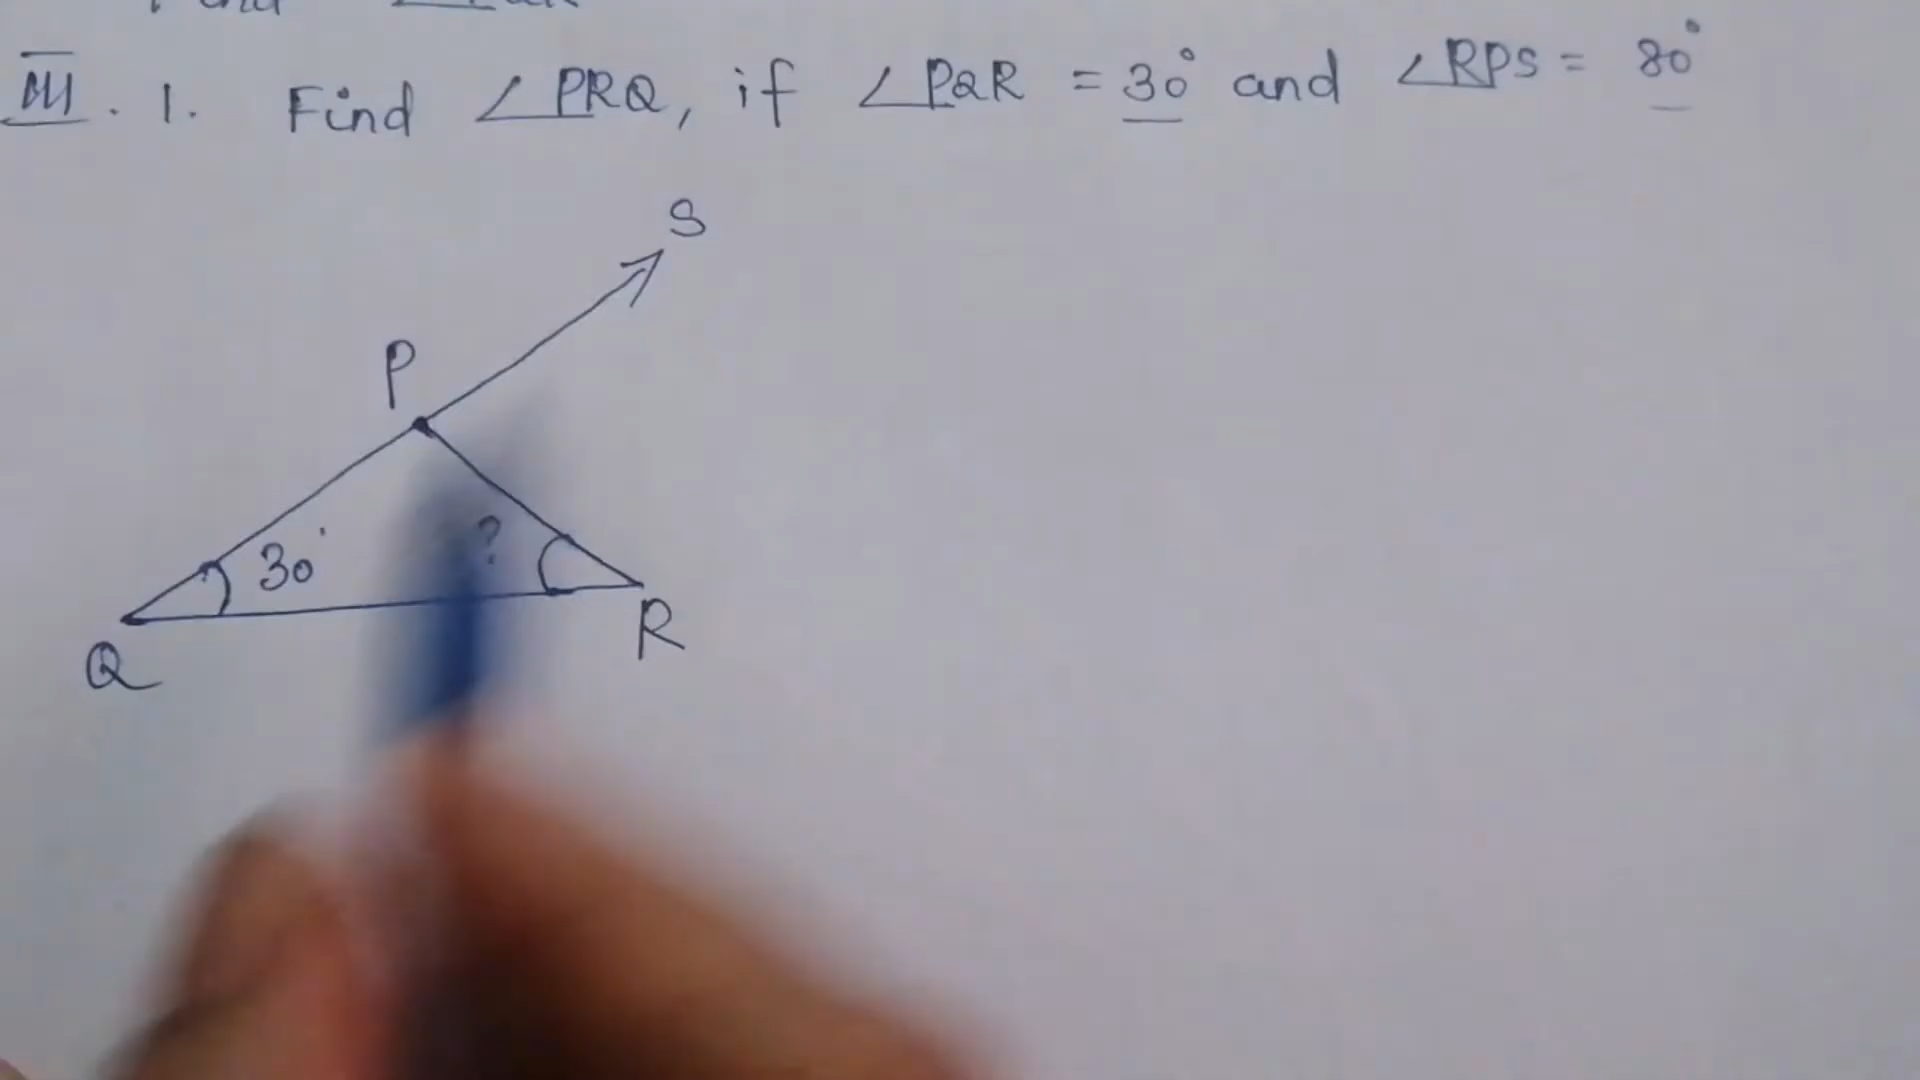 III. 1. Find ∠PRQ, if ∠PQR = 30° and ∠RPS = 80°
S
P
30° ?
Q R